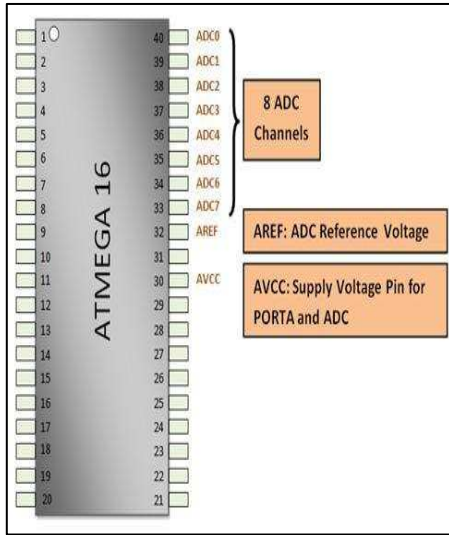 1 40 ADC0
2 39 ADC1
3 38 ADC2
4 37 ADC3
5 36 ADC4
6 35 ADC5
7 34 ADC6
8 33 ADC7
9 32 AREF
10 31
11 30 AVCC
12 29
13 28
14 27
15 26
16 25
17 24
18 23
19 22
20 21
ATMEGA 16
8 ADC
Channels
AREF: ADC Reference Voltage
AVCC: Supply Voltage Pin for
PORTA and ADC